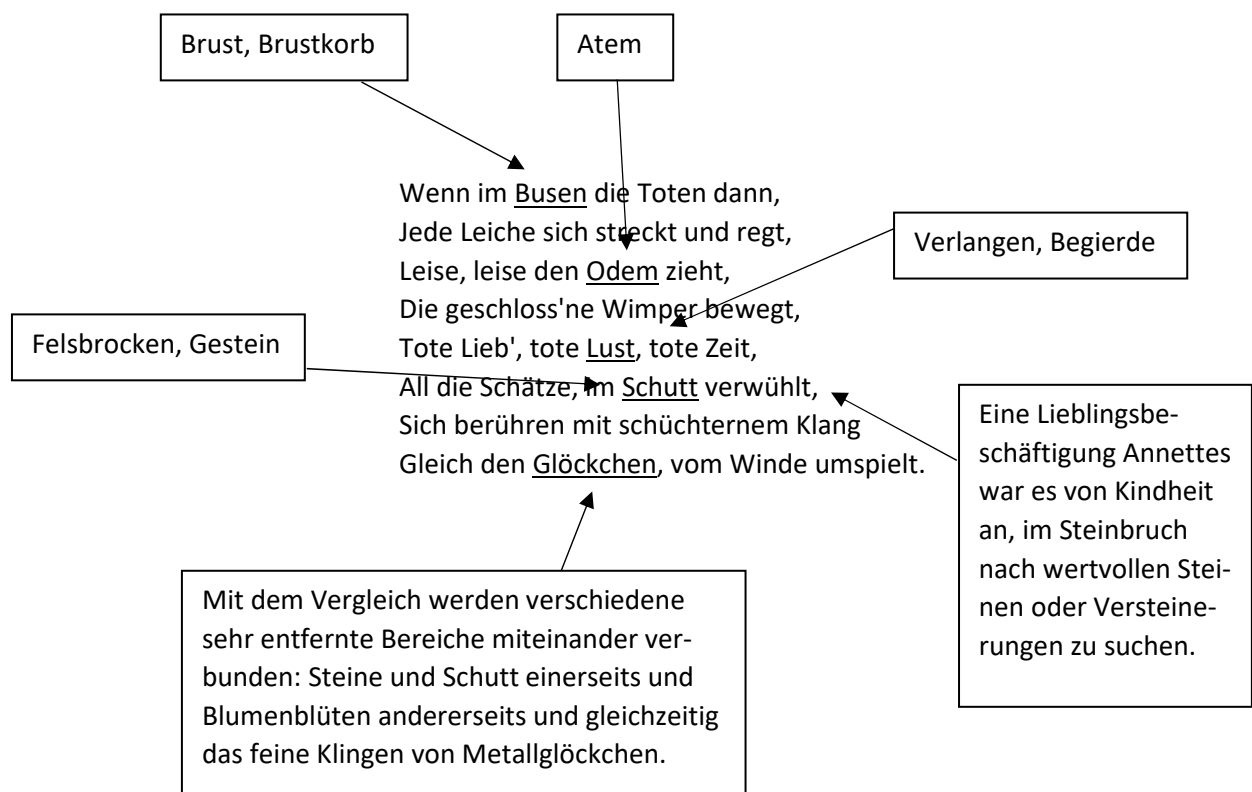 Brust, Brustkorb
Atem
Wenn im Busen die Toten dann,
Jede Leiche sich streckt und regt,
Leise, leise den Odem zieht,
Die geschloss'ne Wimper bewegt,
Tote Lieb', tote Lust, tote Zeit,
All die Schätze, im Schutt verwühlt,
Sich berühren mit schüchternem Klang
Gleich den Glöckchen, vom Winde umspielt.
Verlangen, Begierde
Felsbrocken, Gestein
Eine Lieblingsbe-
schäftigung Annettes
war es von Kindheit
an, im Steinbruch
nach wertvollen Stei-
nen oder Versteine-
rungen zu suchen.
Mit dem Vergleich werden verschiedene
sehr entfernte Bereiche miteinander ver-
bunden: Steine und Schutt einerseits und
Blumenblüten andererseits und gleichzeitig
das feine Klingen von Metallglöckchen.